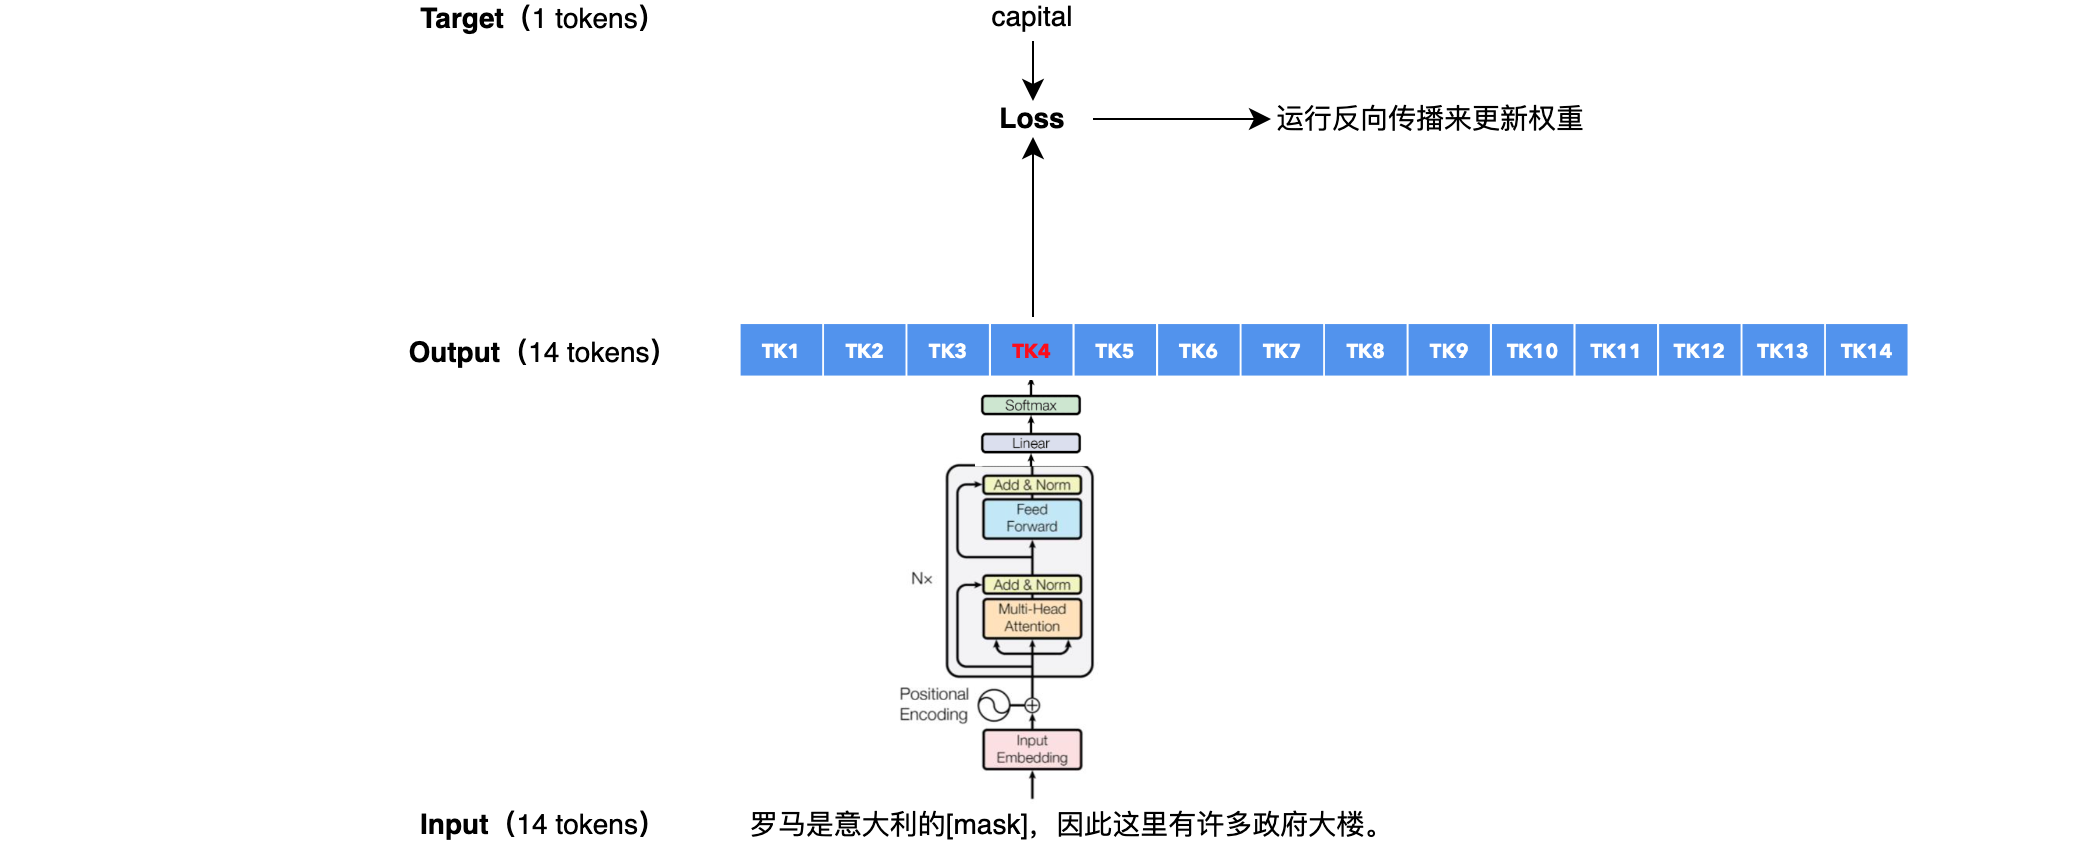 Target（1 tokens）
capital
Loss
运行反向传播来更新权重
Output（14 tokens）
TK1 TK2 TK3 TK4 TK5 TK6 TK7 TK8 TK9 TK10 TK11 TK12 TK13 TK14
Softmax
Linear
Add & Norm
Feed
Forward
N×
Add & Norm
Multi-Head
Attention
Positional
Encoding
Input
Embedding
Input（14 tokens）
罗马是意大利的[mask]，因此这里有许多政府大楼。